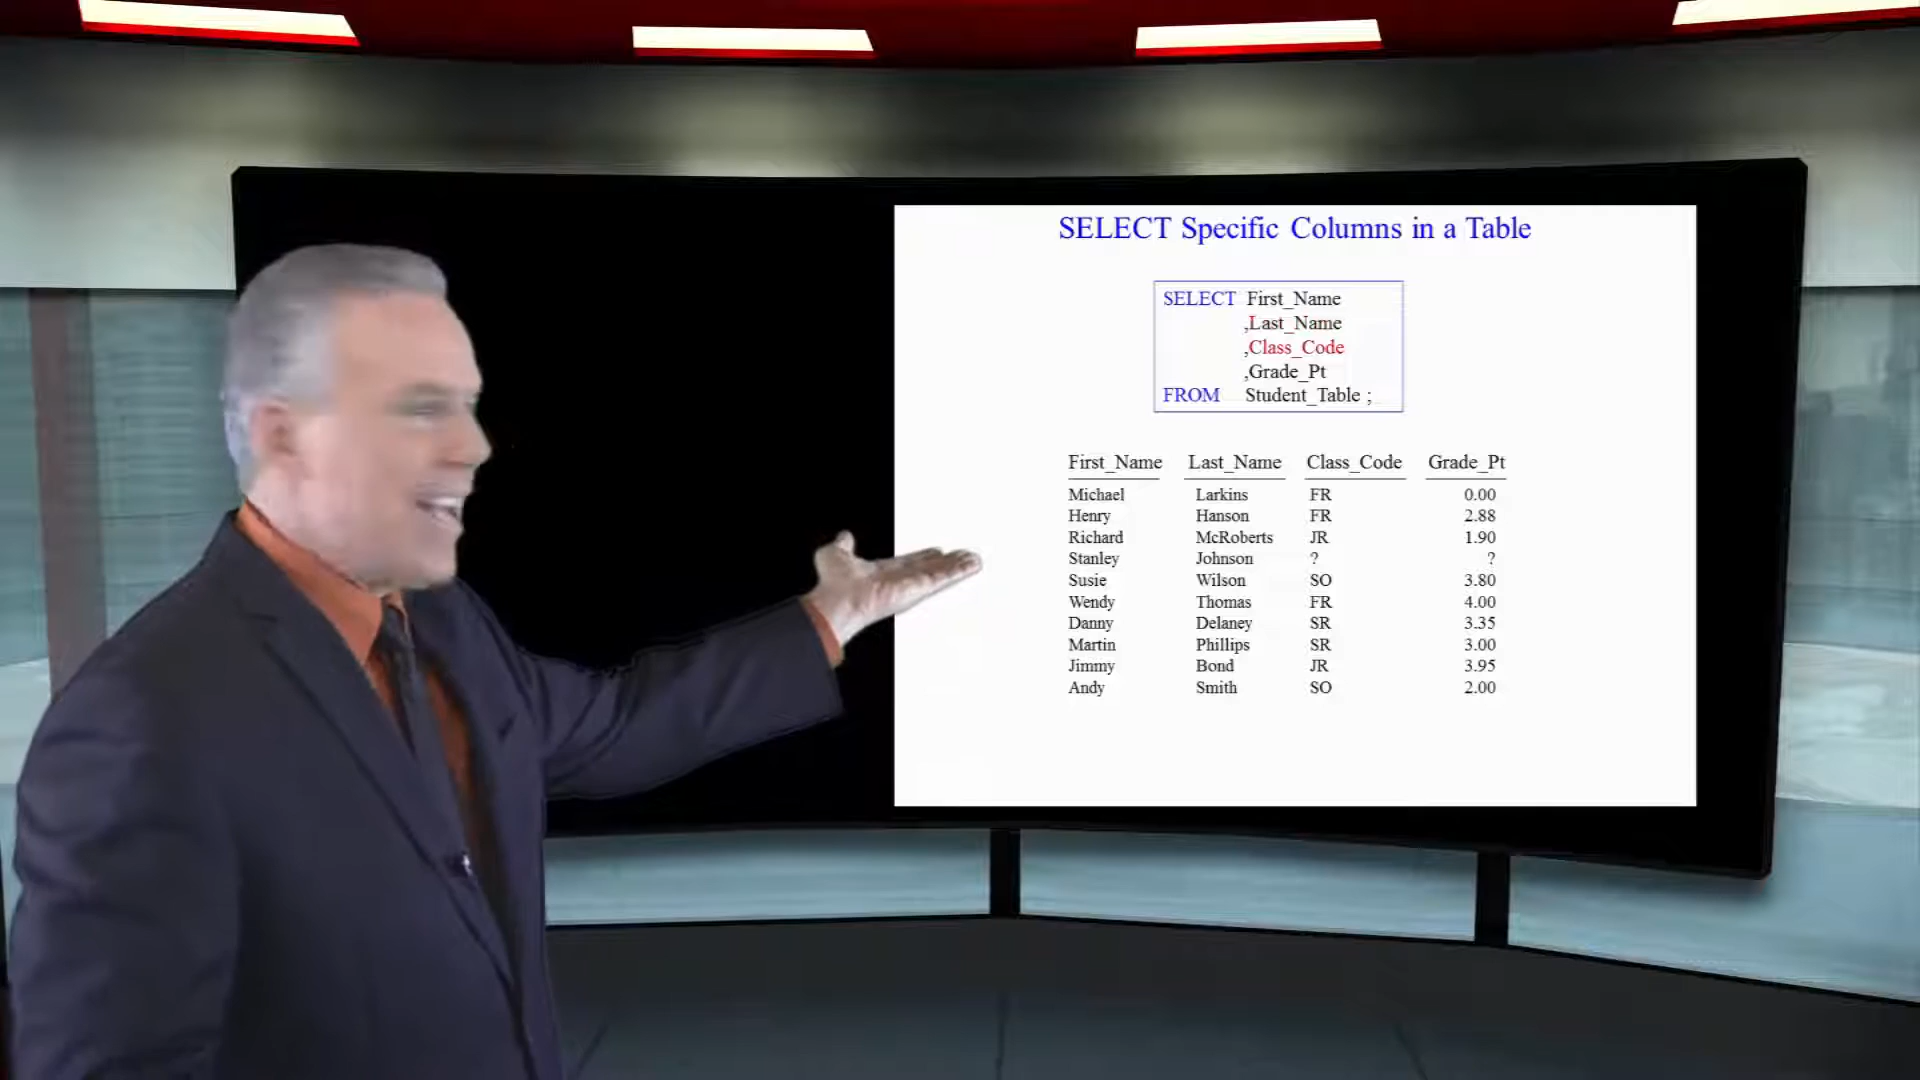 SELECT Specific Columns in a Table
SELECT First_Name
,Last_Name
,Class_Code
,Grade_Pt
FROM Student_Table ;
First_Name Last_Name Class_Code Grade_Pt
Michael Larkins FR 0.00
Henry Hanson FR 2.88
Richard McRoberts JR 1.90
Stanley Johnson ? ?
Susie Wilson SO 3.80
Wendy Thomas FR 4.00
Danny Delaney SR 3.35
Martin Phillips SR 3.00
Jimmy Bond JR 3.95
Andy Smith SO 2.00